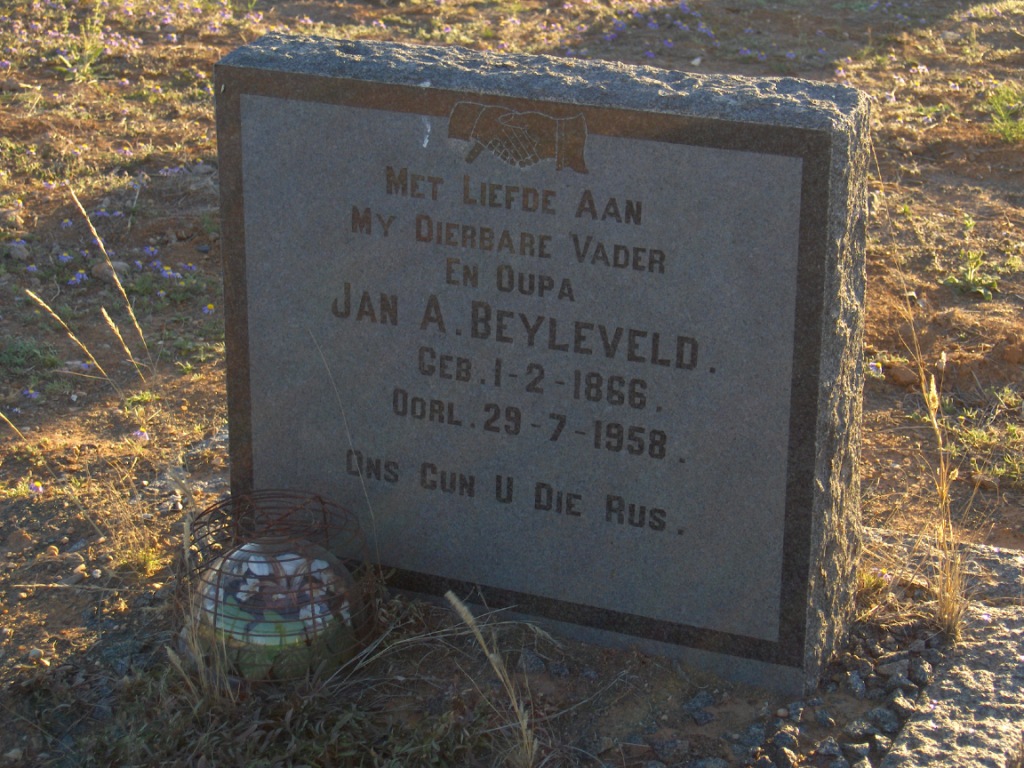 Met Liefde Aan
My Dierbare Vader
En Oupa
Jan A. Beyleveld.
Geb. 1-2-1866.
Oorl. 29-7-1958.
Ons Gun U Die Rus.